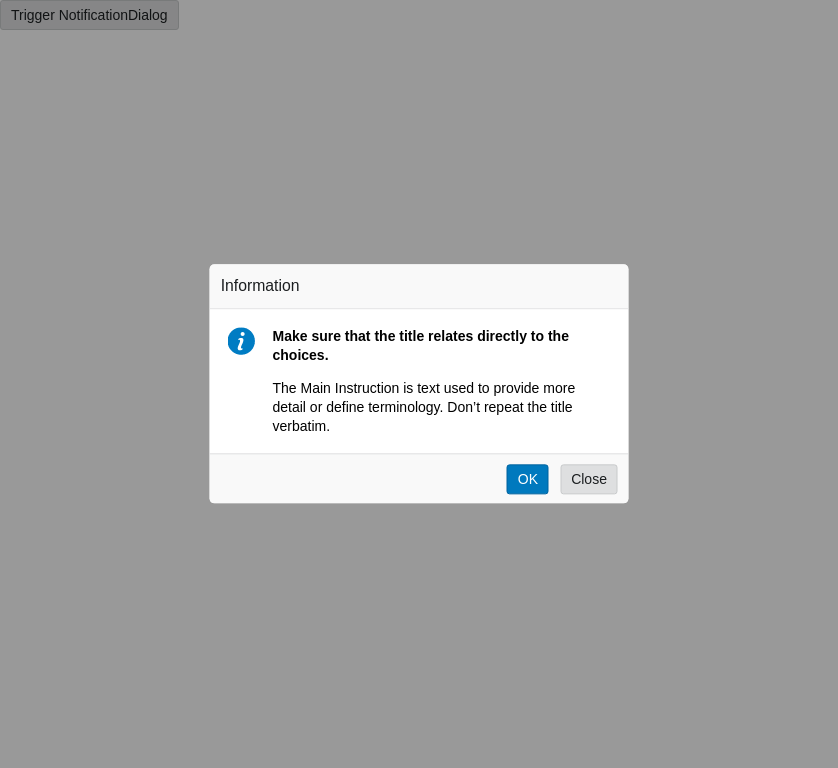 Trigger NotificationDialog
Information
Make sure that the title relates directly to the
choices.
The Main Instruction is text used to provide more
detail or define terminology. Don’t repeat the title
verbatim.
OK
Close